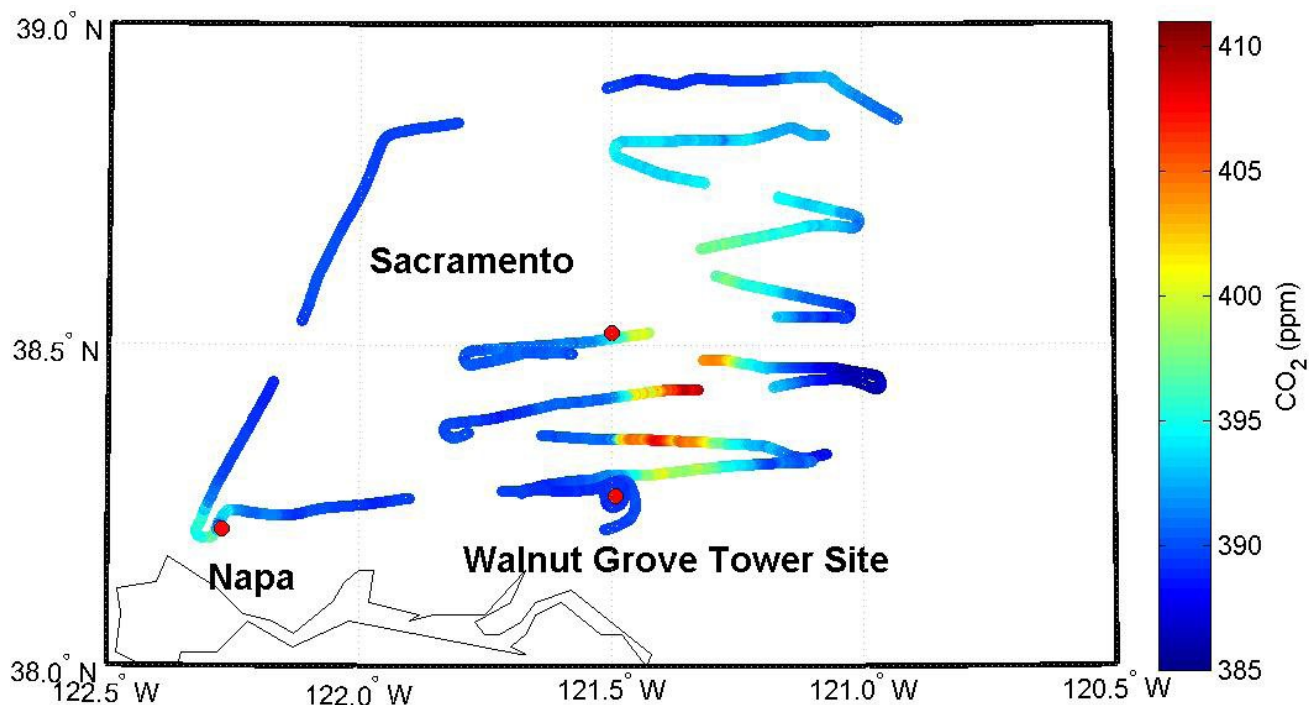 39.0° N
38.5° N
38.0° N
122.5° W
122.0° W
121.5° W
121.0° W
120.5° W
Sacramento
Walnut Grove Tower Site
Napa
410
405
400
395
390
385
CO₂ (ppm)